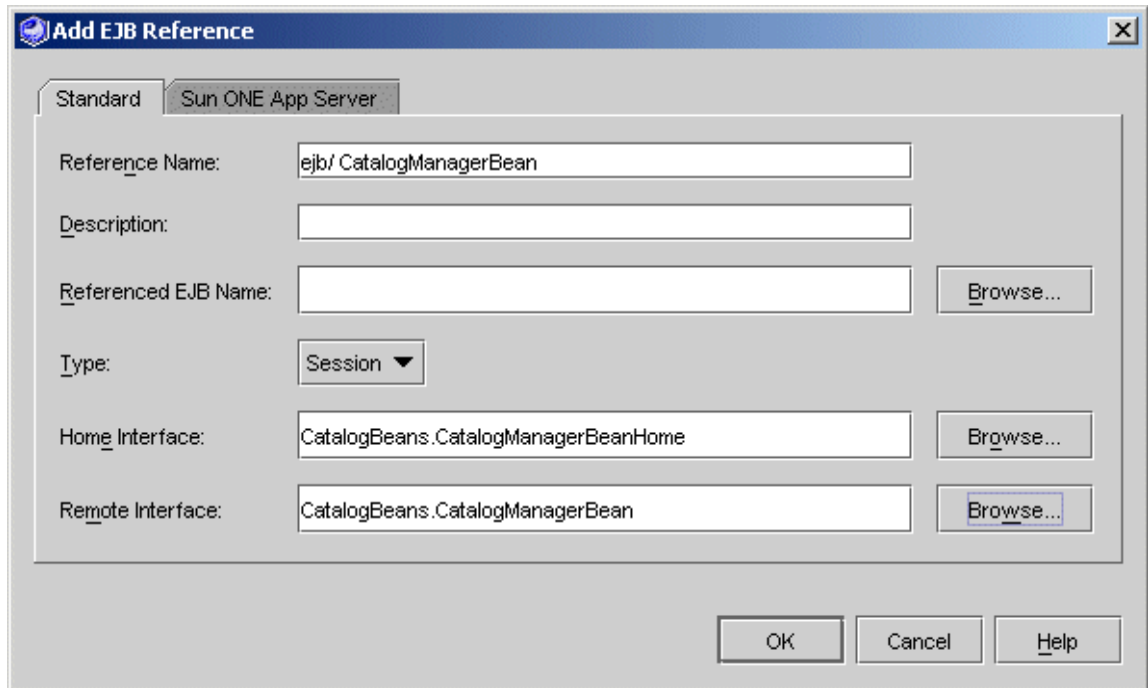 Add EJB Reference
Standard Sun ONE App Server
Reference Name: ejb/ CatalogManagerBean
Description:
Referenced EJB Name: Browse...
Type: Session
Home Interface: CatalogBeans.CatalogManagerBeanHome Browse...
Remote Interface: CatalogBeans.CatalogManagerBean Browse...
OK Cancel Help